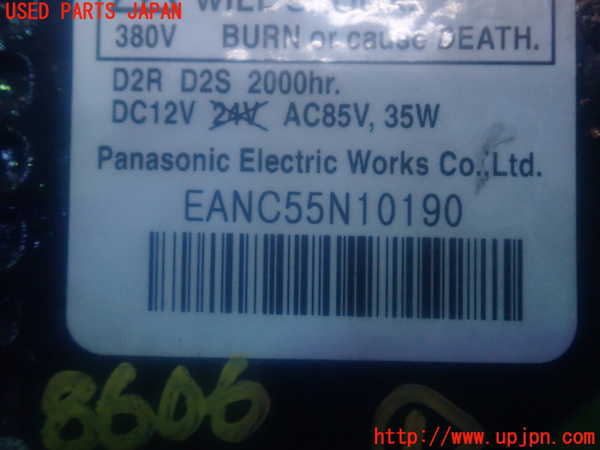 USED PARTS JAPAN
380V BURN or cause DEATH.
D2R D2S 2000hr.
DC12V 24V AC85V, 35W
Panasonic Electric Works Co.,Ltd.
EANC55N10190
8606
http://www.upjpn.com